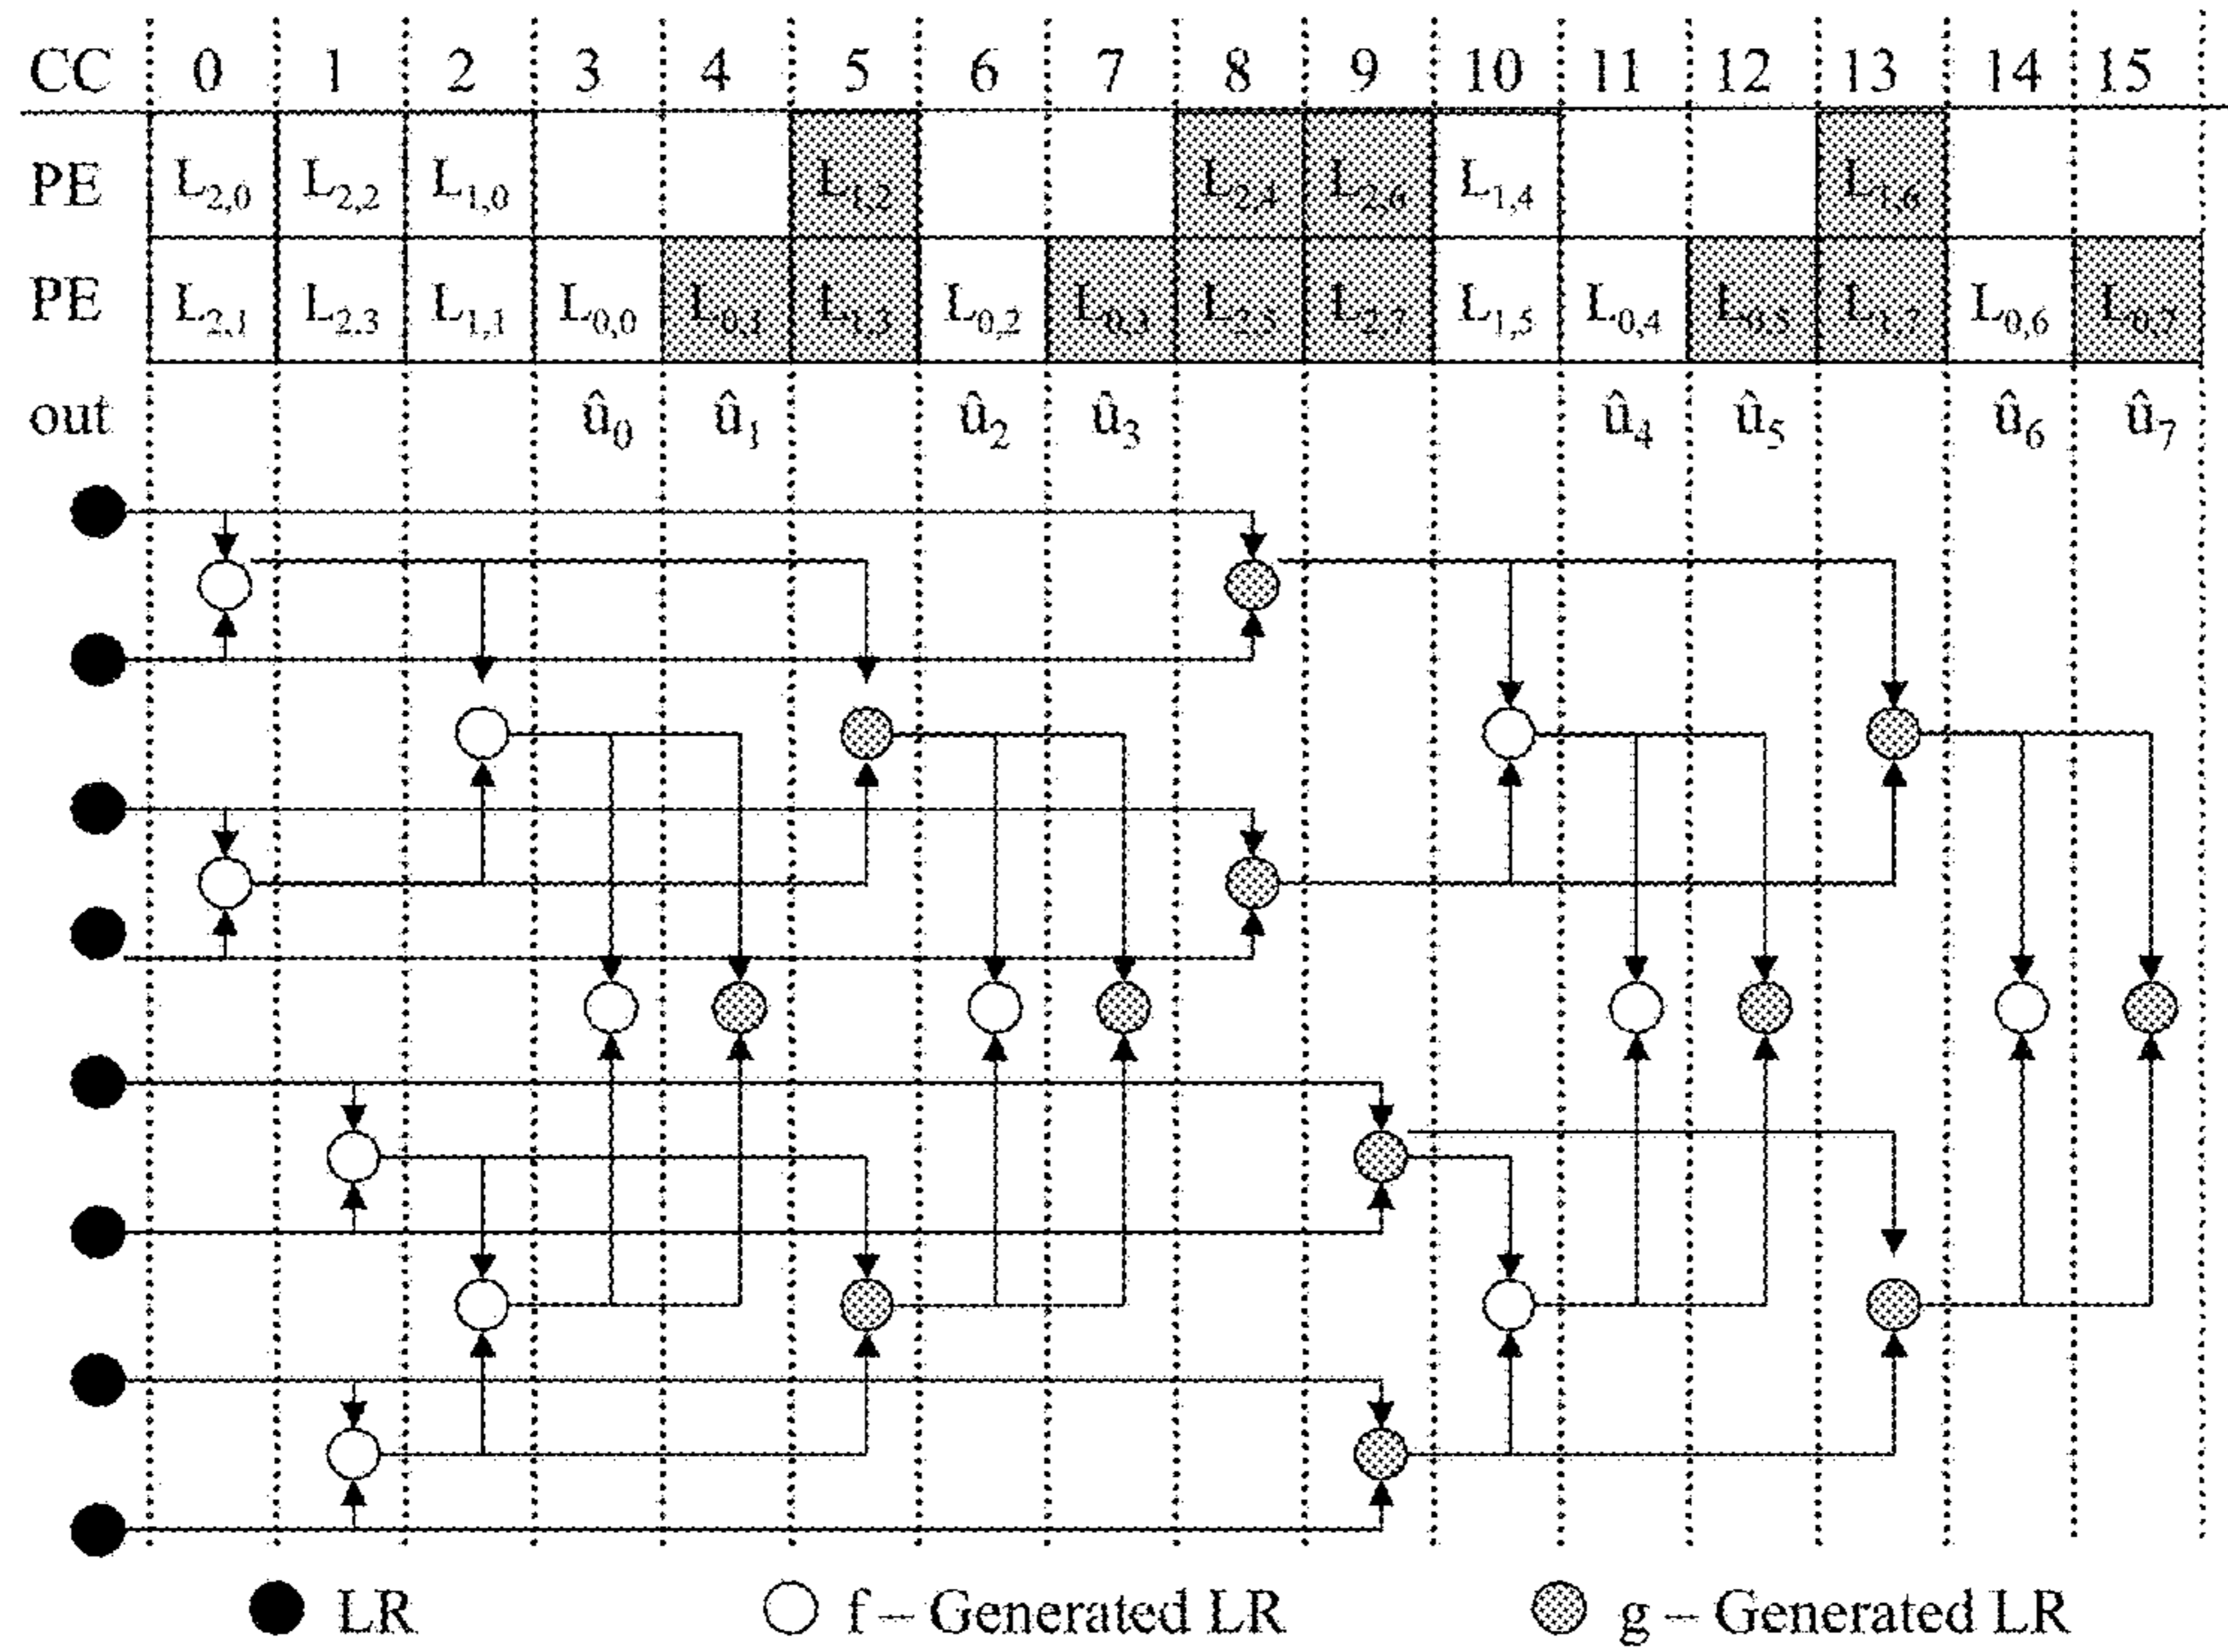 CC 0 1 2 3 4 5 6 7 8 9 10 11 12 13 14 15
PE L2,0 L2,2 L1,0 L1,2 L2,4 L2,6 L1,4 L1,6
PE L2,1 L2,3 L1,1 L0,0 L0,1 L1,3 L0,2 L0,3 L2,5 L2,7 L1,5 L0,4 L0,5 L1,7 L0,6 L0,7
out û0 û1 û2 û3 û4 û5 û6 û7
LR f – Generated LR g – Generated LR